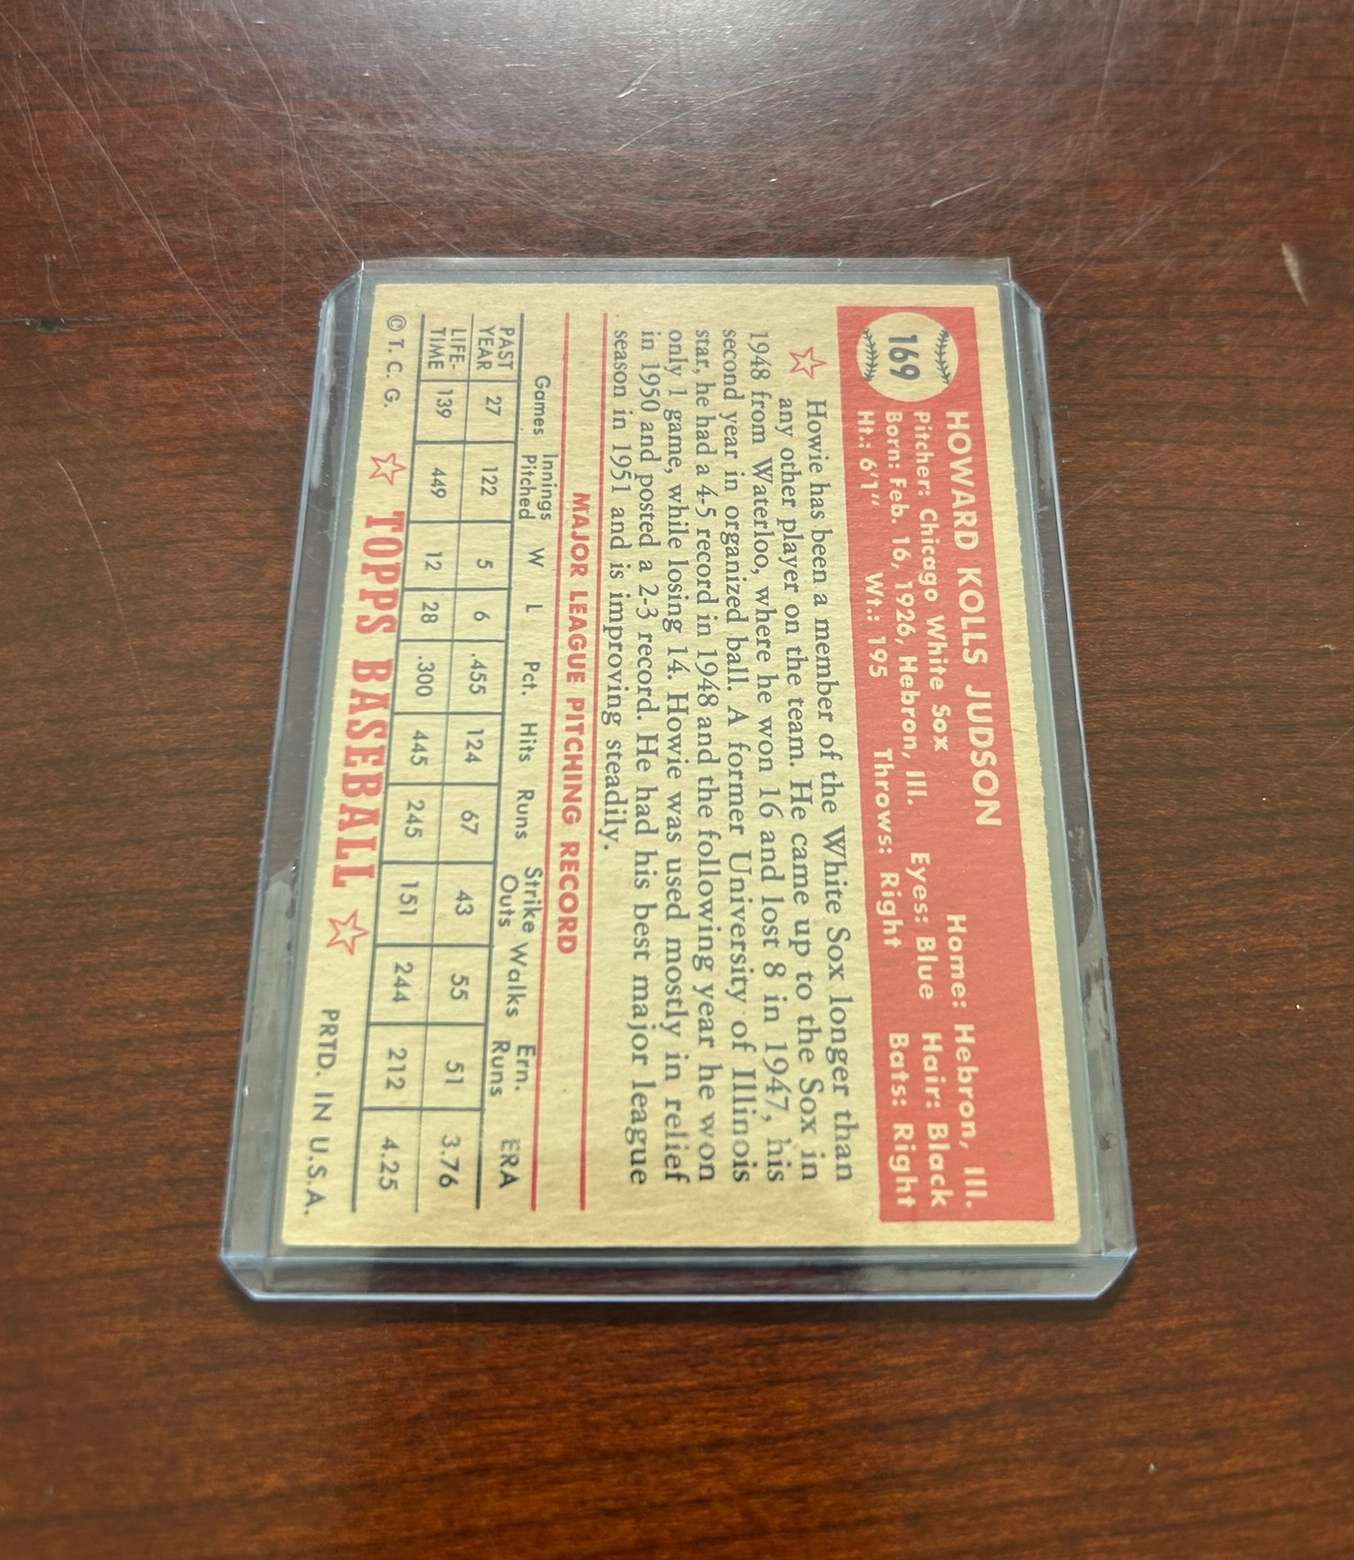 169
HOWARD KOLLS JUDSON
Pitcher: Chicago White Sox Home: Hebron, Ill.
Born: Feb. 16, 1926, Hebron, Ill. Eyes: Blue Hair: Black
Ht.: 6'1" Wt.: 195 Throws: Right Bats: Right
Howie has been a member of the White Sox longer than
any other player on the team. He came up to the Sox in
1948 from Waterloo, where he won 16 and lost 8 in 1947, his
second year in organized ball. A former University of Illinois
star, he had a 4-5 record in 1948 and the following year he won
only 1 game, while losing 14. Howie was used mostly in relief
in 1950 and posted a 2-3 record. He had his best major league
season in 1951 and is improving steadily.
MAJOR LEAGUE PITCHING RECORD
Games Innings Pitched W L Pct. Hits Runs Strike Outs Walks Ern. Runs ERA
PAST YEAR 27 122 5 6 .455 124 67 43 55 51 3.76
LIFE-TIME 139 449 12 28 .300 445 245 151 244 212 4.25
© T. C. G. TOPPS BASEBALL PRTD. IN U.S.A.